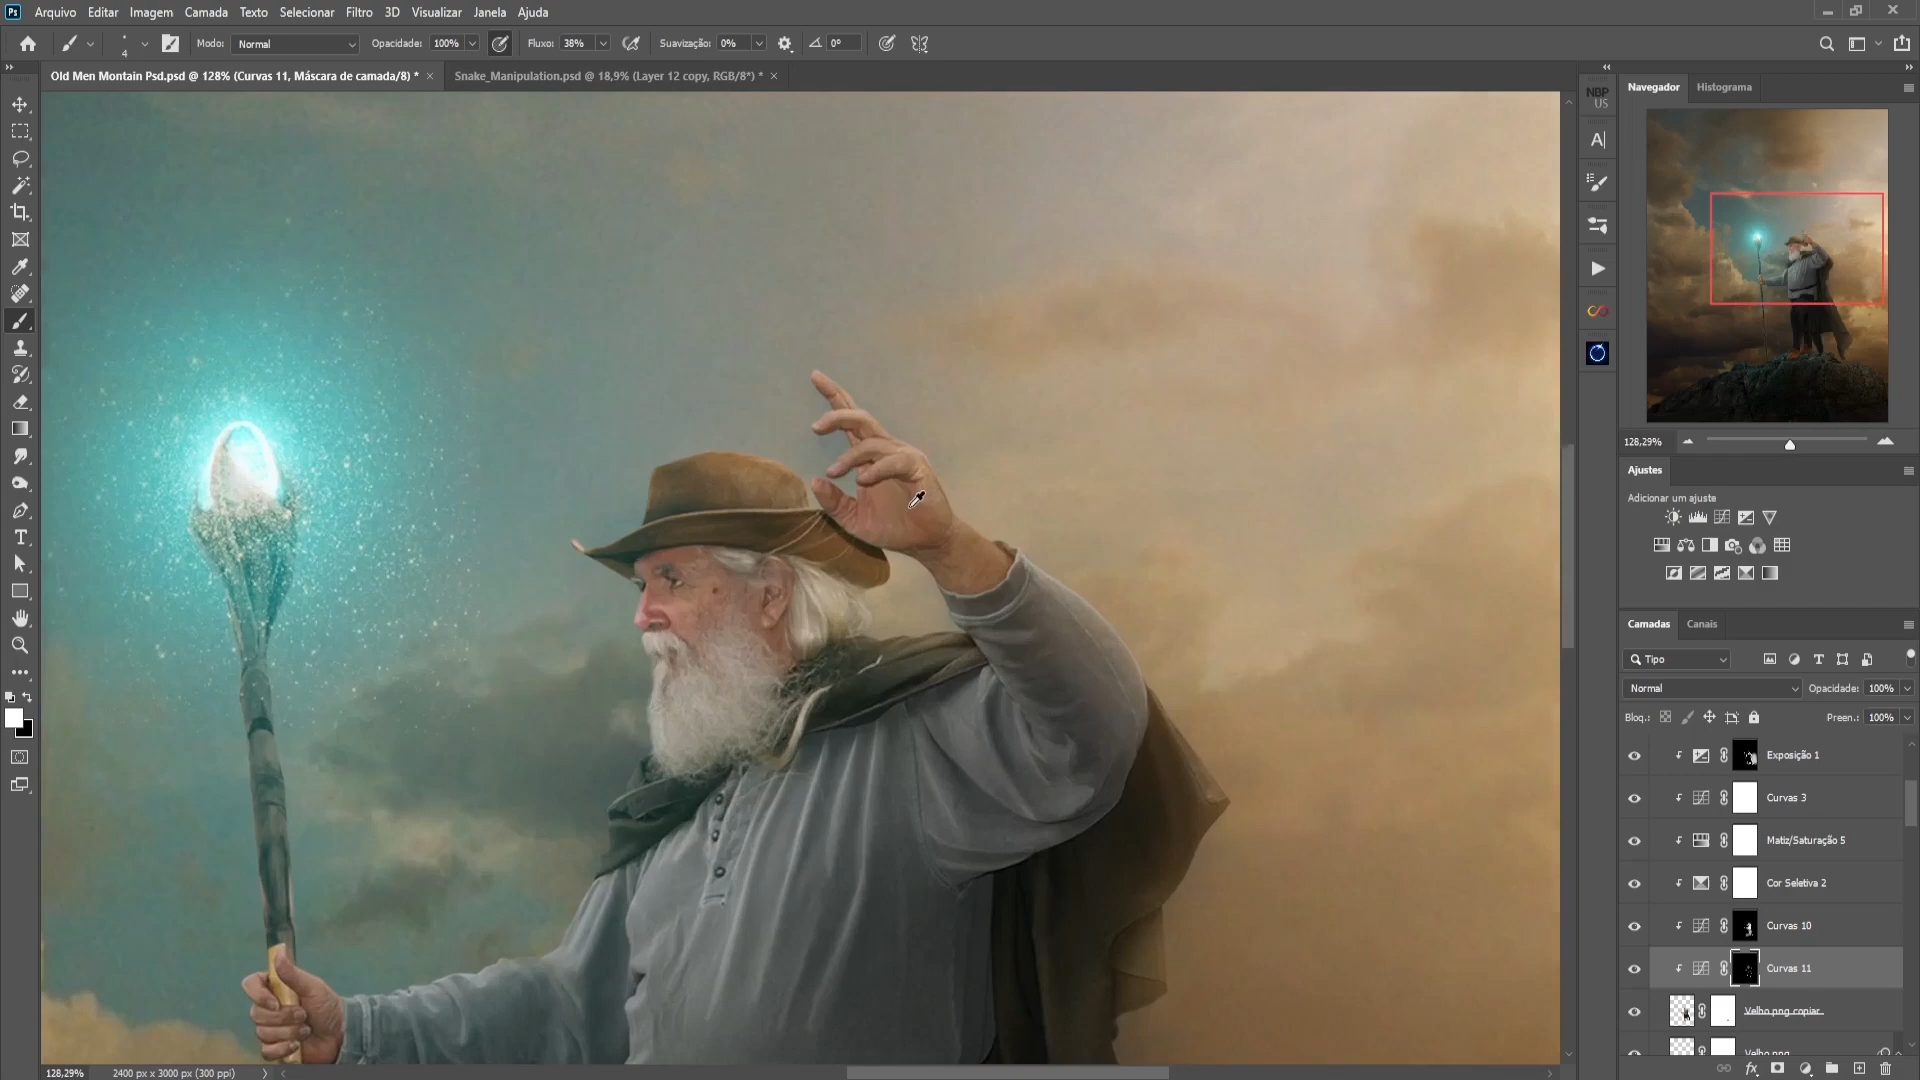 Ps Arquivo Editar Imagem Camada Texto Selecionar Filtro 3D Visualizar Janela Ajuda
4 Modo: Normal Opacidade: 100% Fluxo: 38% Suavização: 0% 0°
Old Men Montain Psd.psd @ 128% (Curvas 11, Máscara de camada/8) * × Snake_Manipulation.psd @ 18,9% (Layer 12 copy, RGB/8*) * ×
NBP
US
Navegador Histograma
128,29%
Ajustes
Adicionar um ajuste
Camadas Canais
Tipo
Normal Opacidade: 100%
Bloq.: Preen.: 100%
Exposição 1
Curvas 3
Matiz/Saturação 5
Cor Seletiva 2
Curvas 10
Curvas 11
Velho png copiar
Velho png
128,29% 2400 px x 3000 px (300 ppi)